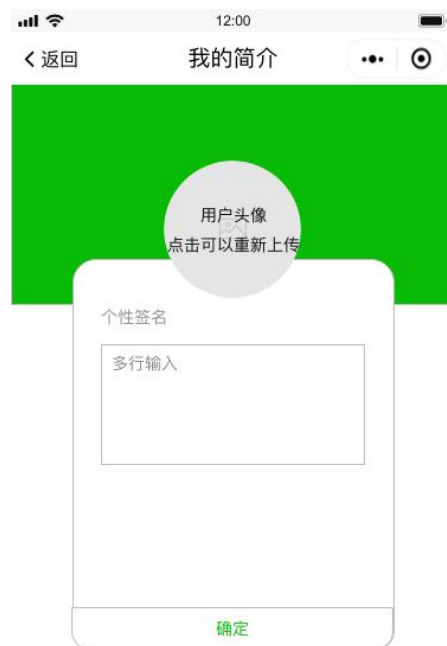 12:00
返回
我的简介
用户头像
点击可以重新上传
个性签名
多行输入
确定